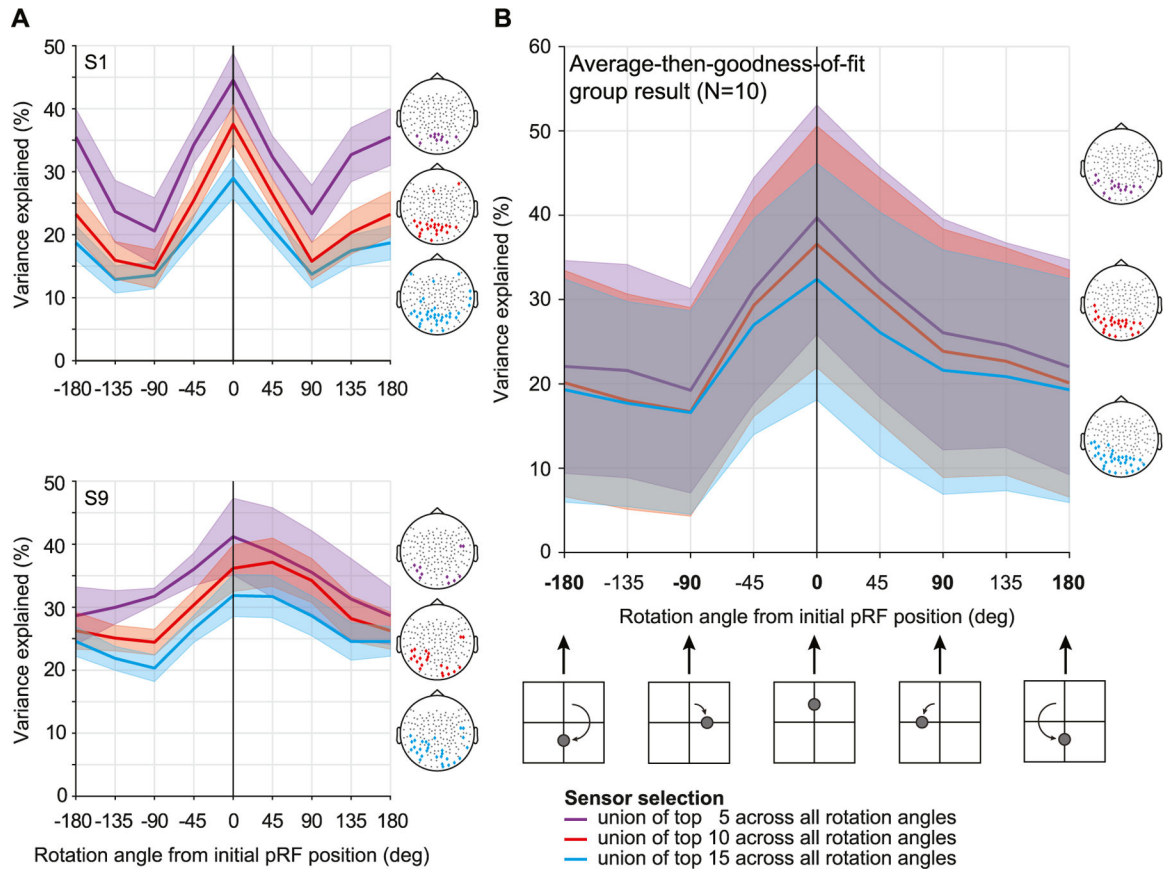 A
S1
Variance explained (%)
50
40
30
20
10
0
-180 -135 -90 -45 0 45 90 135 180
S9
Variance explained (%)
50
40
30
20
10
0
-180 -135 -90 -45 0 45 90 135 180
Rotation angle from initial pRF position (deg)
B
Average-then-goodness-of-fit
group result (N=10)
Variance explained (%)
60
50
40
30
20
10
0
-180 -135 -90 -45 0 45 90 135 180
Rotation angle from initial pRF position (deg)
Sensor selection
union of top 5 across all rotation angles
union of top 10 across all rotation angles
union of top 15 across all rotation angles